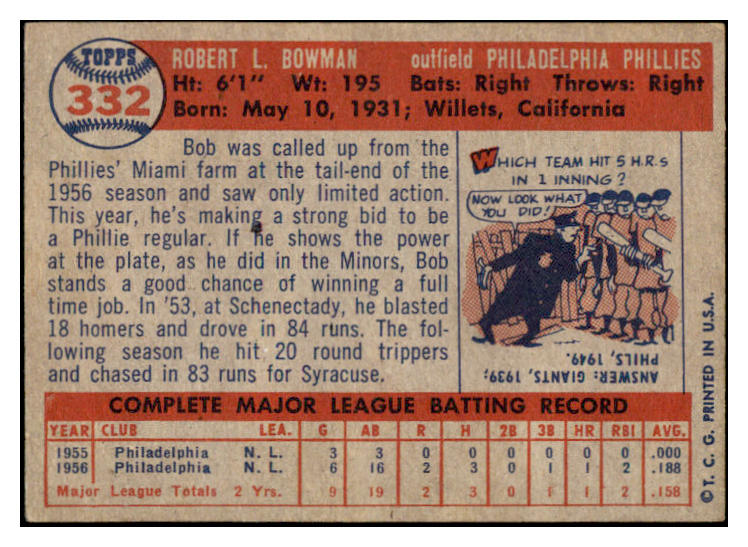 TOPPS
332
ROBERT L. BOWMAN outfield PHILADELPHIA PHILLIES
Ht: 6'1" Wt: 195 Bats: Right Throws: Right
Born: May 10, 1931; Willets, California
Bob was called up from the
Phillies' Miami farm at the tail-end of the
1956 season and saw only limited action.
This year, he's making a strong bid to be
a Phillie regular. If he shows the power
at the plate, as he did in the Minors, Bob
stands a good chance of winning a full
time job. In '53, at Schenectady, he blasted
18 homers and drove in 84 runs. The fol-
lowing season he hit 20 round trippers
and chased in 83 runs for Syracuse.
WHICH TEAM HIT 5 H.R.s
IN 1 INNING?
NOW LOOK WHAT
YOU DID!
ANSWER: GIANTS, 1939;
PHILS, 1949.
COMPLETE MAJOR LEAGUE BATTING RECORD
YEAR CLUB LEA. G AB R H 2B 3B HR RBI AVG.
1955 Philadelphia N. L. 3 3 0 0 0 0 0 0 .000
1956 Philadelphia N. L. 6 16 2 3 0 1 1 2 .188
Major League Totals 2 Yrs. 9 19 2 3 0 1 1 2 .158
© T. C. G. PRINTED IN U.S.A.